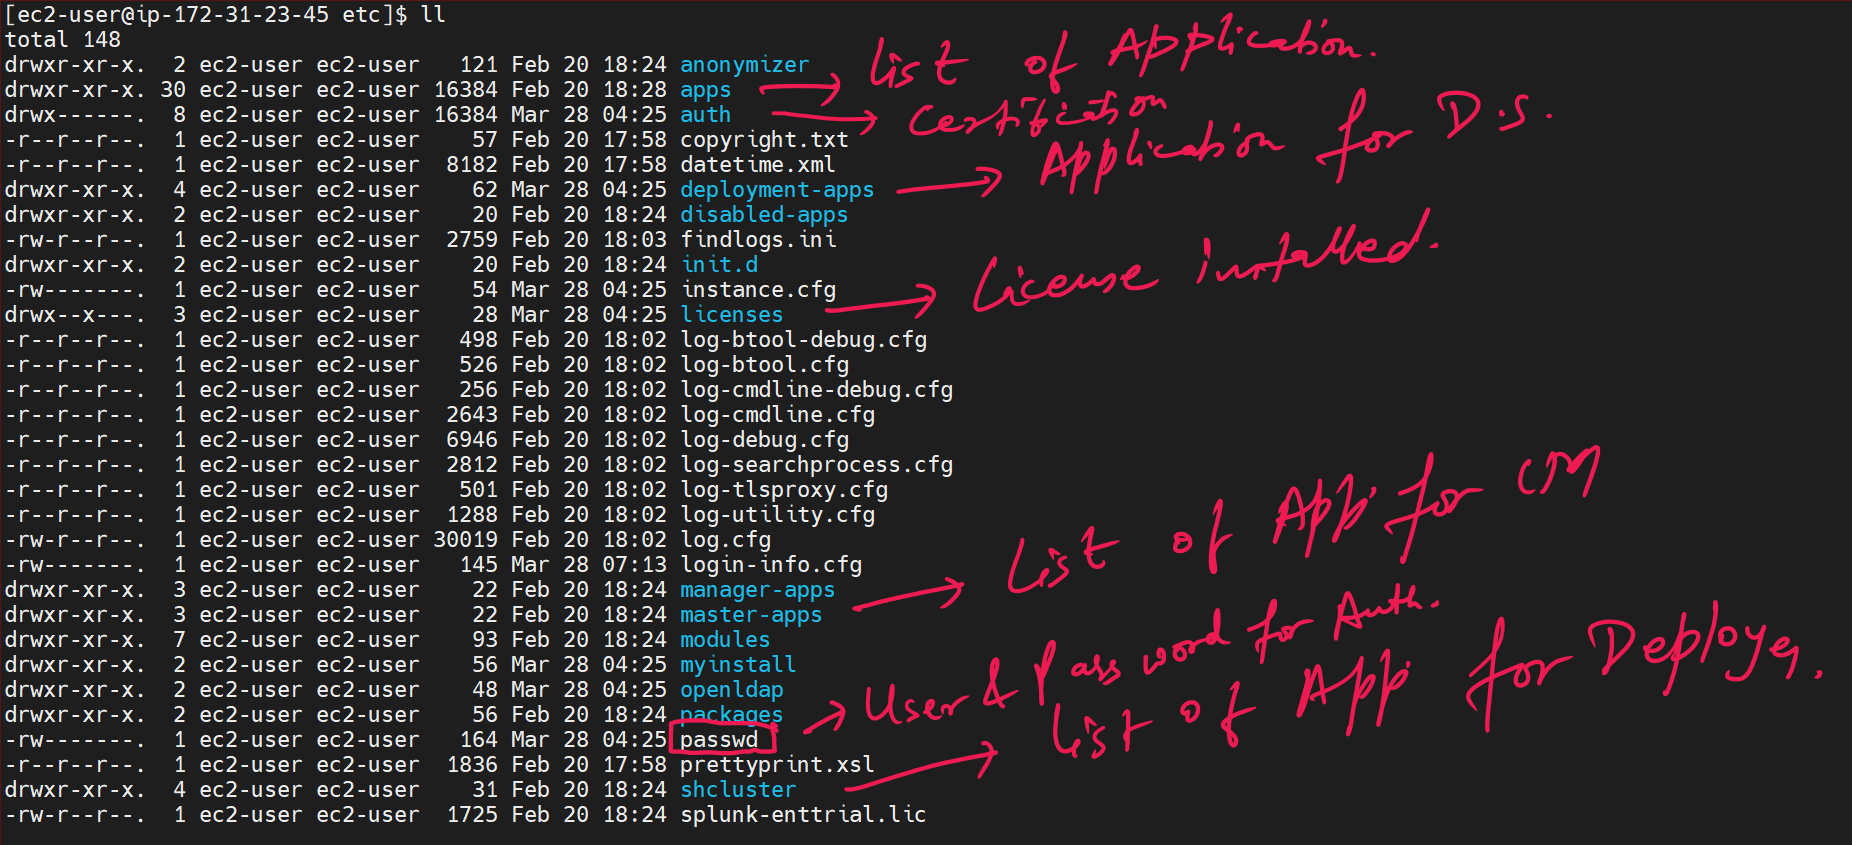 [ec2-user@ip-172-31-23-45 etc]$ ll
total 148
drwxr-xr-x.  2 ec2-user ec2-user   121 Feb 20 18:24 anonymizer
drwxr-xr-x. 30 ec2-user ec2-user 16384 Feb 20 18:28 apps → List of Application.
drwx------.  8 ec2-user ec2-user 16384 Mar 28 04:25 auth → Certification
-r--r--r--.  1 ec2-user ec2-user    57 Feb 20 17:58 copyright.txt
-r--r--r--.  1 ec2-user ec2-user  8182 Feb 20 17:58 datetime.xml
drwxr-xr-x.  4 ec2-user ec2-user    62 Mar 28 04:25 deployment-apps → Application for D.S.
drwxr-xr-x.  2 ec2-user ec2-user    20 Feb 20 18:24 disabled-apps
-rw-r--r--.  1 ec2-user ec2-user  2759 Feb 20 18:03 findlogs.ini
drwxr-xr-x.  2 ec2-user ec2-user    20 Feb 20 18:24 init.d
-rw-------.  1 ec2-user ec2-user    54 Mar 28 04:25 instance.cfg
drwx--x---.  3 ec2-user ec2-user    28 Mar 28 04:25 licenses → License installed.
-r--r--r--.  1 ec2-user ec2-user   498 Feb 20 18:02 log-btool-debug.cfg
-r--r--r--.  1 ec2-user ec2-user   526 Feb 20 18:02 log-btool.cfg
-r--r--r--.  1 ec2-user ec2-user   256 Feb 20 18:02 log-cmdline-debug.cfg
-r--r--r--.  1 ec2-user ec2-user  2643 Feb 20 18:02 log-cmdline.cfg
-r--r--r--.  1 ec2-user ec2-user  6946 Feb 20 18:02 log-debug.cfg
-r--r--r--.  1 ec2-user ec2-user  2812 Feb 20 18:02 log-searchprocess.cfg
-r--r--r--.  1 ec2-user ec2-user   501 Feb 20 18:02 log-tlsproxy.cfg
-r--r--r--.  1 ec2-user ec2-user  1288 Feb 20 18:02 log-utility.cfg
-rw-r--r--.  1 ec2-user ec2-user 30019 Feb 20 18:02 log.cfg
-rw-------.  1 ec2-user ec2-user   145 Mar 28 07:13 login-info.cfg
drwxr-xr-x.  3 ec2-user ec2-user    22 Feb 20 18:24 manager-apps
drwxr-xr-x.  3 ec2-user ec2-user    22 Feb 20 18:24 master-apps → List of App. for CM
drwxr-xr-x.  7 ec2-user ec2-user    93 Feb 20 18:24 modules
drwxr-xr-x.  2 ec2-user ec2-user    56 Mar 28 04:25 myinstall
drwxr-xr-x.  2 ec2-user ec2-user    48 Mar 28 04:25 openldap
drwxr-xr-x.  2 ec2-user ec2-user    56 Feb 20 18:24 packages
-rw-------.  1 ec2-user ec2-user   164 Mar 28 04:25 passwd → User & Password for Auth.
-r--r--r--.  1 ec2-user ec2-user  1836 Feb 20 17:58 prettyprint.xsl
drwxr-xr-x.  4 ec2-user ec2-user    31 Feb 20 18:24 shcluster → List of App. for Deployer.
-rw-r--r--.  1 ec2-user ec2-user  1725 Feb 20 18:24 splunk-enttrial.lic